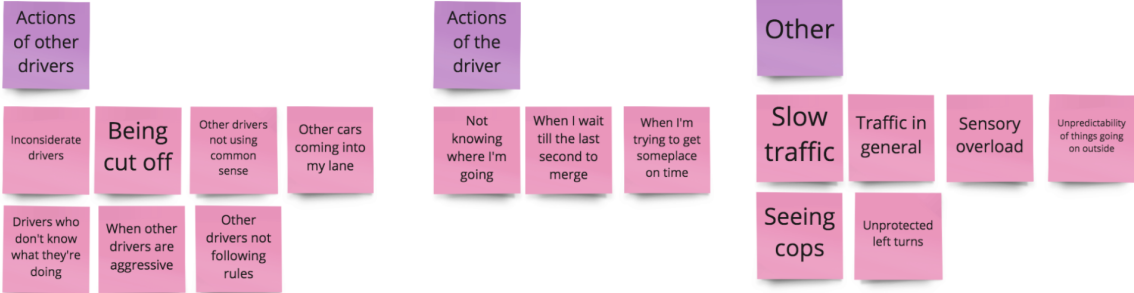 Actions
of other
drivers
Inconsiderate
drivers
Being
cut off
Other drivers
not using
common
sense
Other cars
coming into
my lane
Drivers who
don't know
what they're
doing
When other
drivers are
aggressive
Other
drivers not
following
rules
Actions
of the
driver
Not
knowing
where I'm
going
When I wait
till the last
second to
merge
When I'm
trying to get
someplace
on time
Other
Slow
traffic
Traffic in
general
Sensory
overload
Unpredictability
of things going
on outside
Seeing
cops
Unprotected
left turns